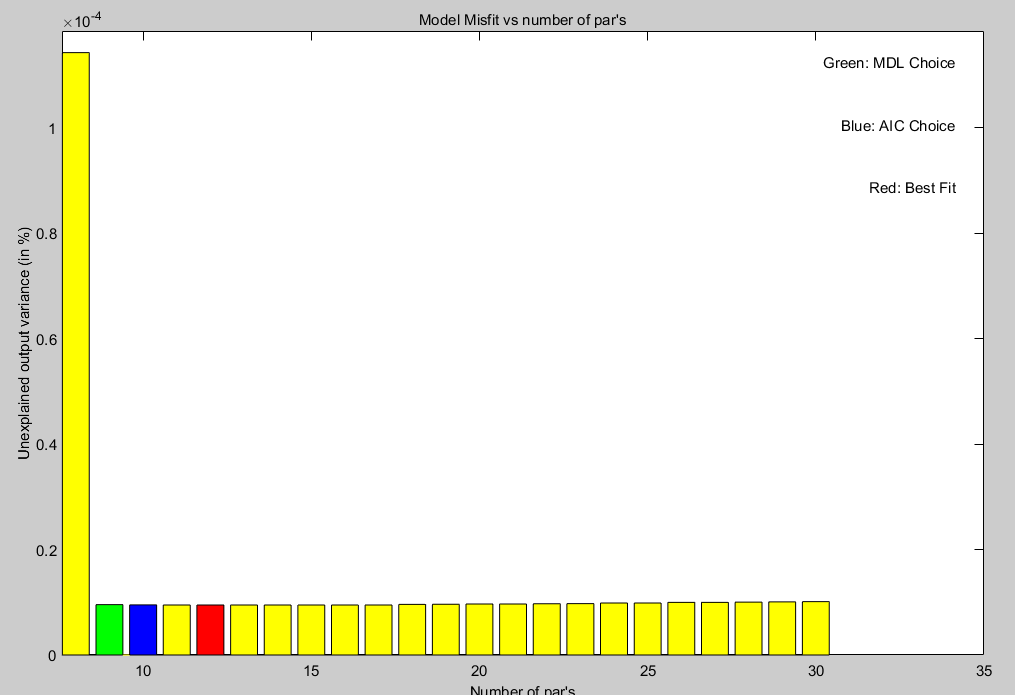 ×10-4
Model Misfit vs number of par's
Green: MDL Choice
Blue: AIC Choice
Red: Best Fit
Unexplained output variance (in %)
1
0.8
0.6
0.4
0.2
0
10
15
20
25
30
35
Number of par's